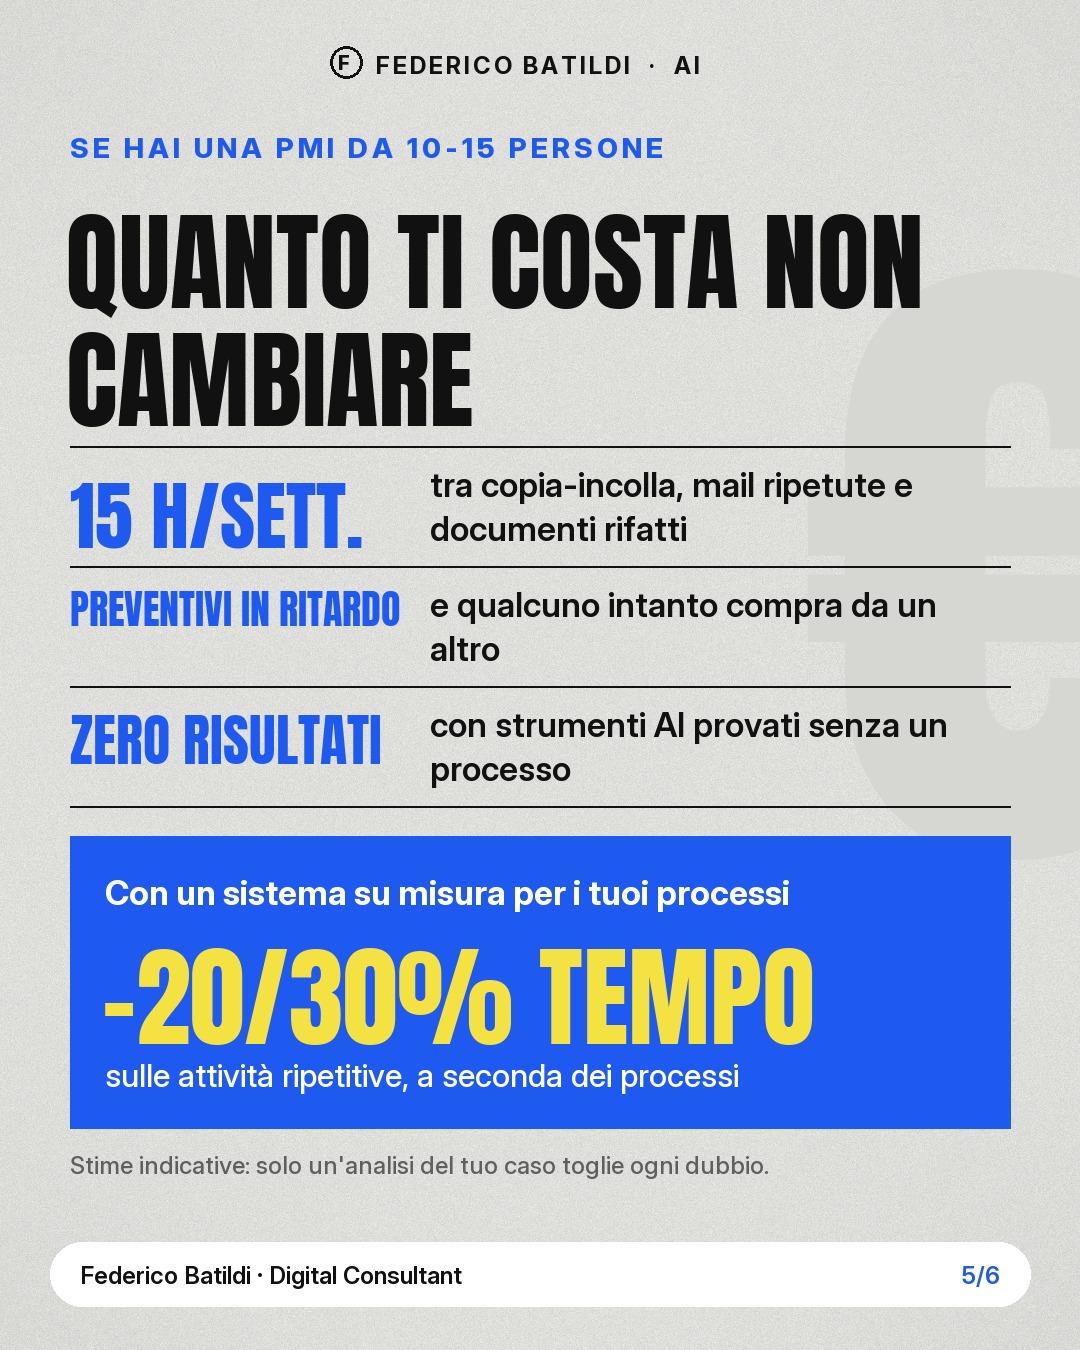 F FEDERICO BATILDI · AI
SE HAI UNA PMI DA 10-15 PERSONE
QUANTO TI COSTA NON
CAMBIARE
15 H/SETT.
tra copia-incolla, mail ripetute e
documenti rifatti
PREVENTIVI IN RITARDO
e qualcuno intanto compra da un
altro
ZERO RISULTATI
con strumenti AI provati senza un
processo
Con un sistema su misura per i tuoi processi
-20/30% TEMPO
sulle attività ripetitive, a seconda dei processi
Stime indicative: solo un'analisi del tuo caso toglie ogni dubbio.
Federico Batildi · Digital Consultant
5/6